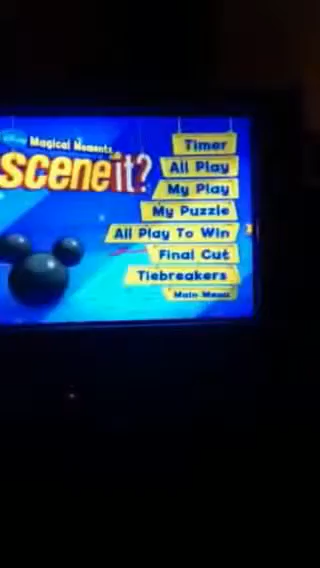 Disney Magical Moments
scene it?
Timer
All Play
My Play
My Puzzle
All Play To Win
Final Cut
Tiebreakers
Main Menu